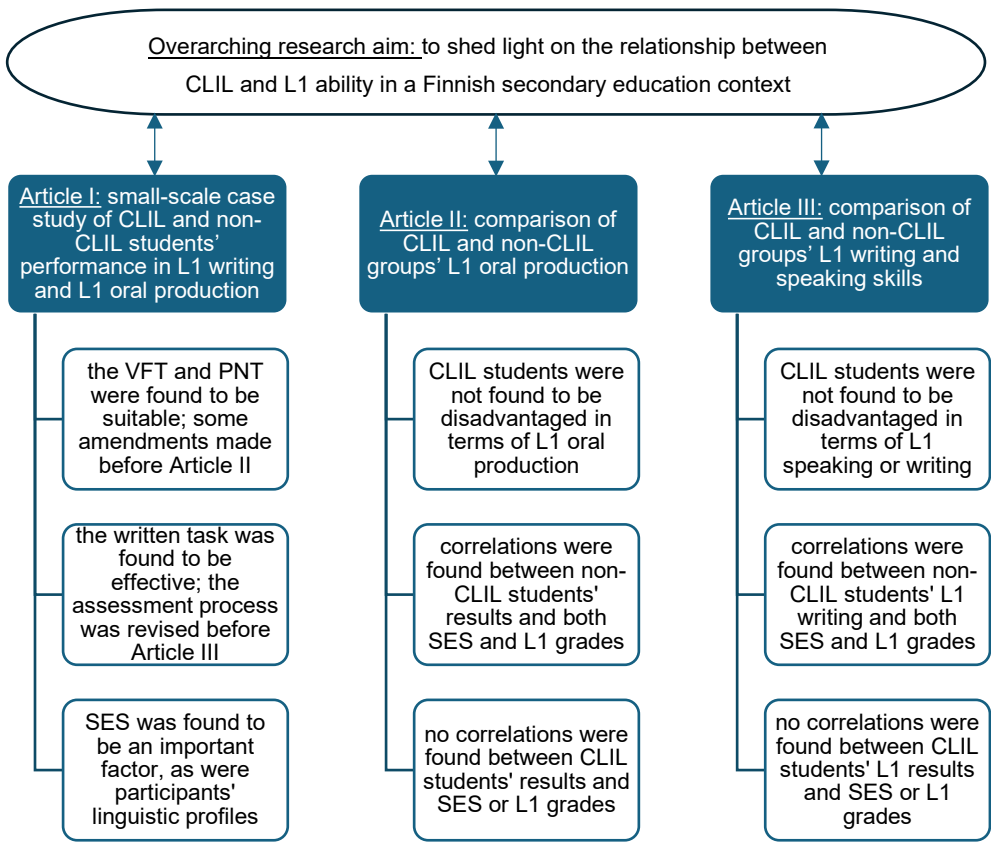 Overarching research aim: to shed light on the relationship between
CLIL and L1 ability in a Finnish secondary education context
Article I: small-scale case
study of CLIL and non-
CLIL students’
performance in L1 writing
and L1 oral production
the VFT and PNT
were found to be
suitable; some
amendments made
before Article II
the written task was
found to be
effective; the
assessment process
was revised before
Article III
SES was found to
be an important
factor, as were
participants'
linguistic profiles
Article II: comparison of
CLIL and non-CLIL
groups’ L1 oral production
CLIL students were
not found to be
disadvantaged in
terms of L1 oral
production
correlations were
found between non-
CLIL students'
results and both
SES and L1 grades
no correlations were
found between CLIL
students' results and
SES or L1 grades
Article III: comparison of
CLIL and non-CLIL
groups’ L1 writing and
speaking skills
CLIL students were
not found to be
disadvantaged in
terms of L1
speaking or writing
correlations were
found between non-
CLIL students' L1
writing and both
SES and L1 grades
no correlations were
found between CLIL
students' L1 results
and SES or L1
grades